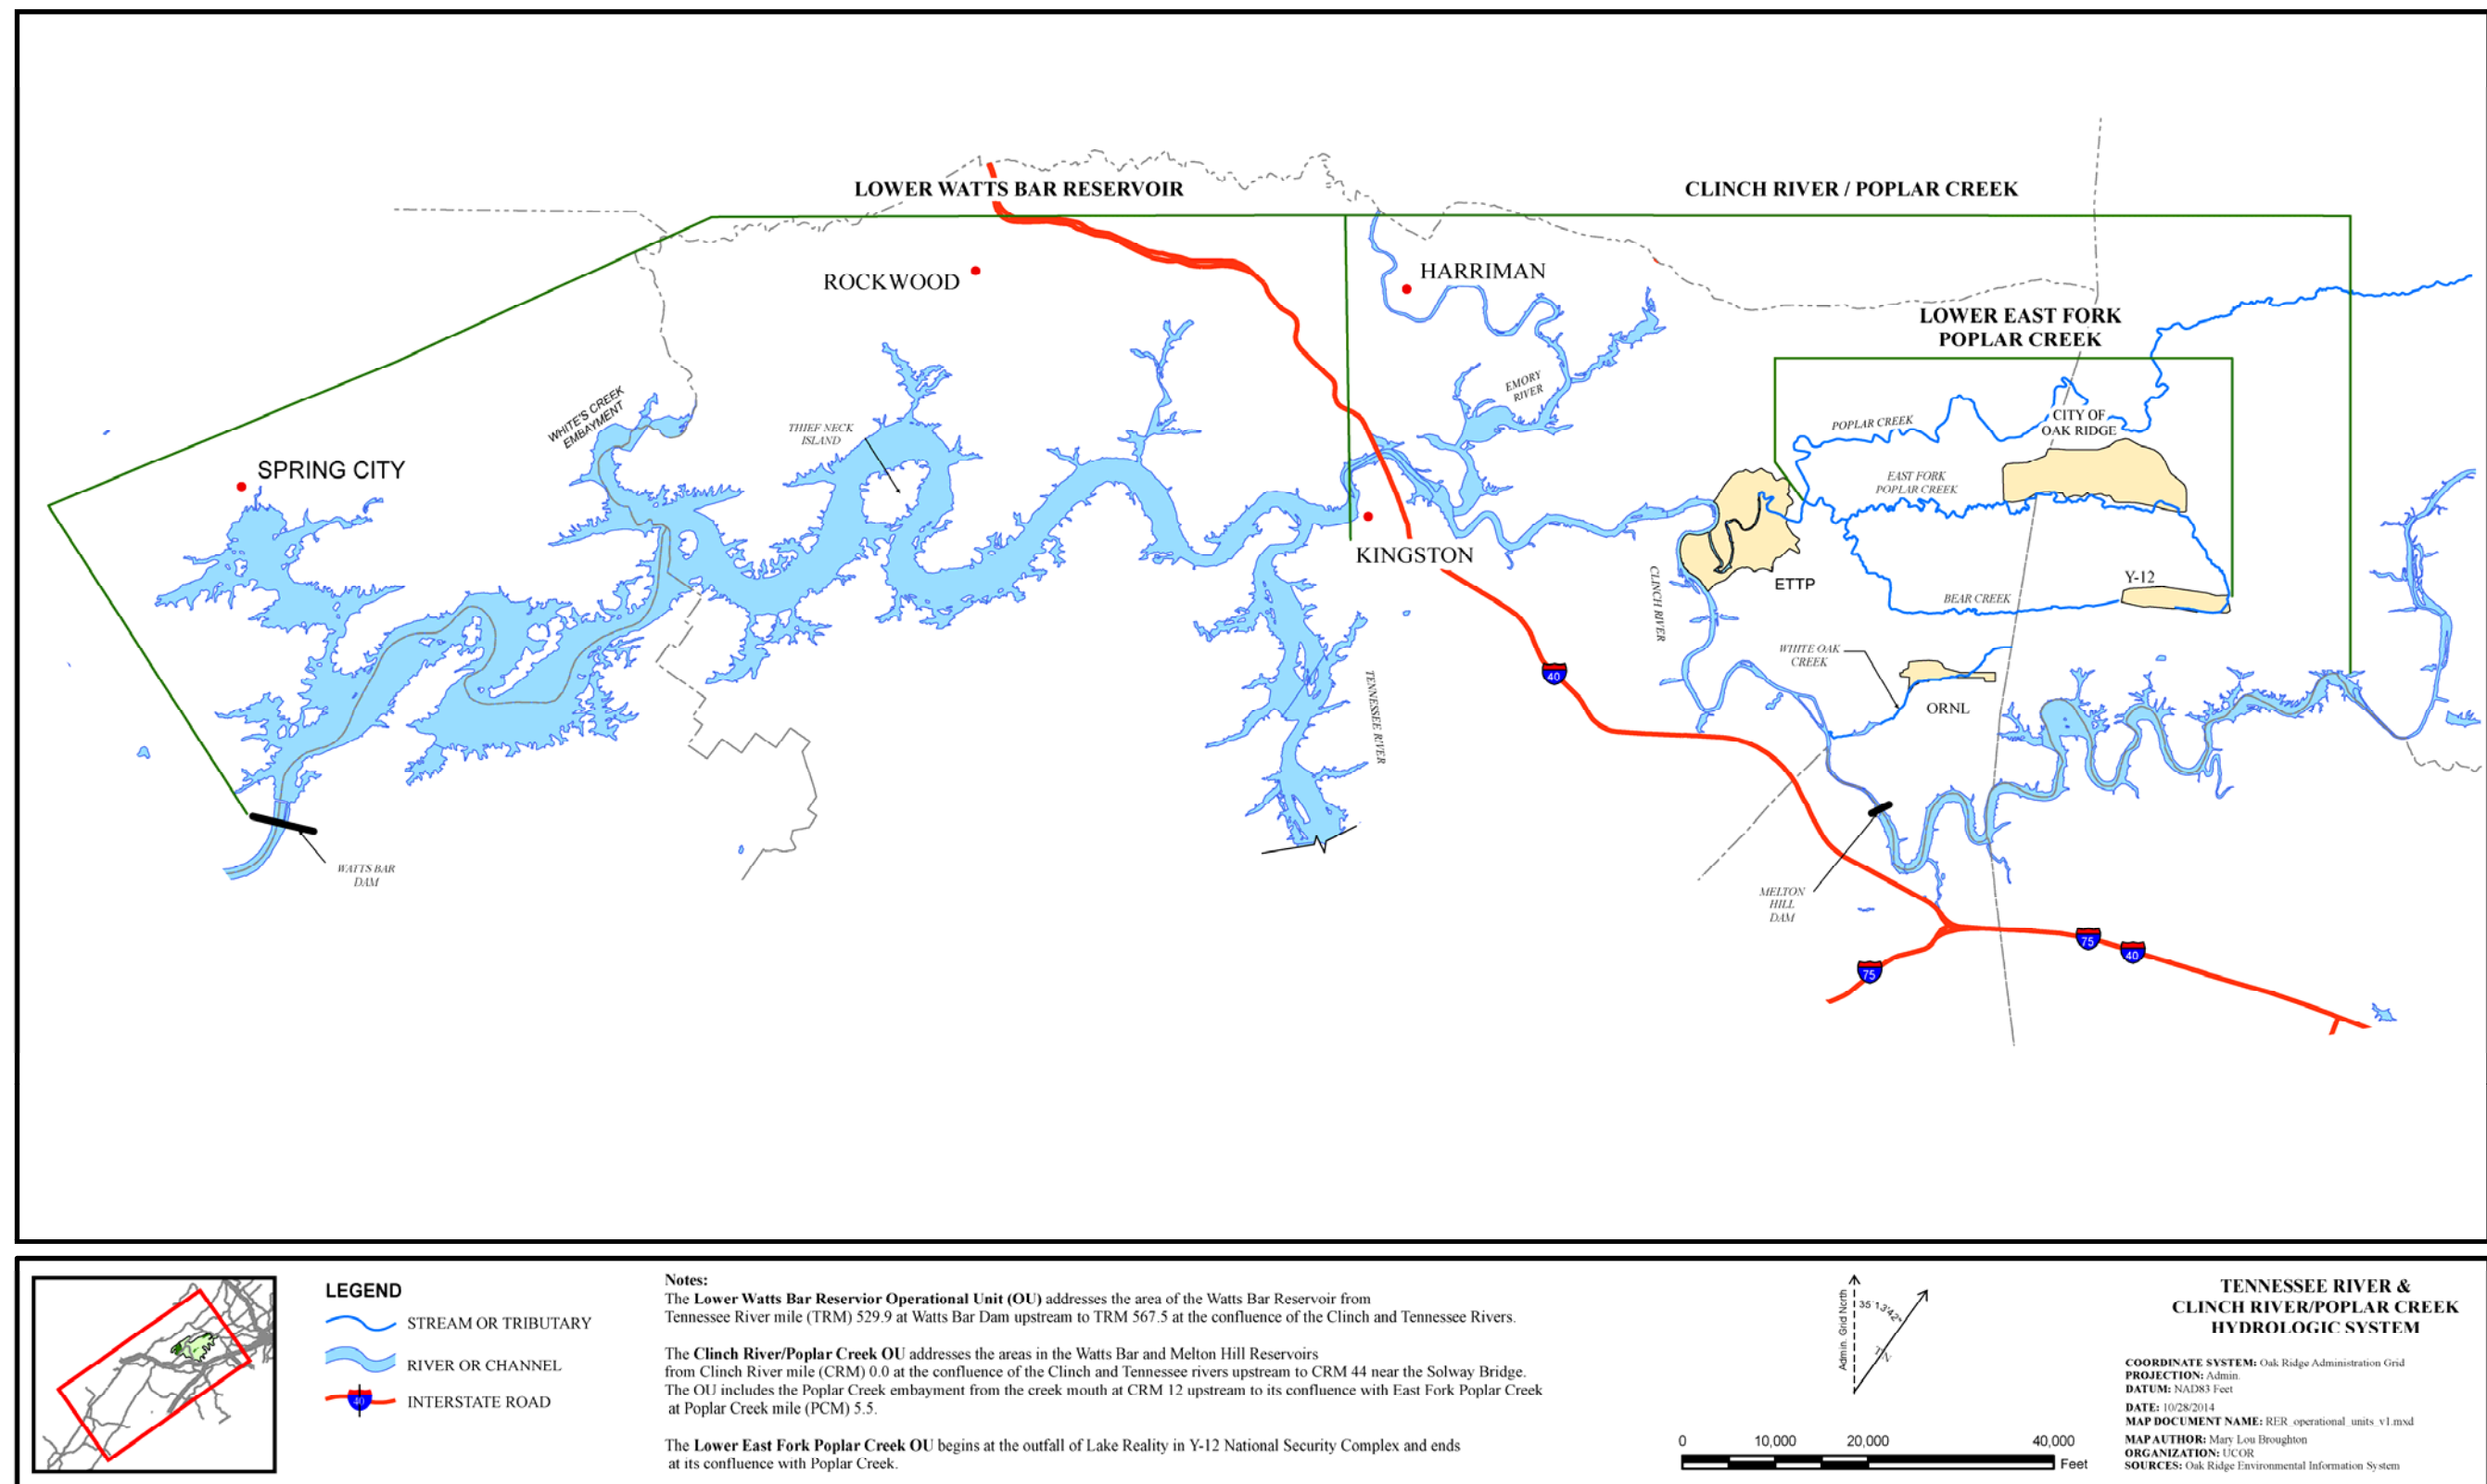 LOWER WATTS BAR RESERVOIR
CLINCH RIVER / POPLAR CREEK
ROCKWOOD
HARRIMAN
LOWER EAST FORK
POPLAR CREEK
EMORY
RIVER
WHITE'S CREEK
EMBAYMENT
THIEF NECK
ISLAND
POPLAR CREEK
CITY OF
OAK RIDGE
SPRING CITY
EAST FORK
POPLAR CREEK
KINGSTON
ETTP
Y-12
BEAR CREEK
CLINCH RIVER
WHITE OAK
CREEK
40
TENNESSEE RIVER
ORNL
WATTS BAR
DAM
MELTON
HILL
DAM
75
40
75
LEGEND
STREAM OR TRIBUTARY
RIVER OR CHANNEL
40
INTERSTATE ROAD
Notes:
The Lower Watts Bar Reservior Operational Unit (OU) addresses the area of the Watts Bar Reservoir from
Tennessee River mile (TRM) 529.9 at Watts Bar Dam upstream to TRM 567.5 at the confluence of the Clinch and Tennessee Rivers.
The Clinch River/Poplar Creek OU addresses the areas in the Watts Bar and Melton Hill Reservoirs
from Clinch River mile (CRM) 0.0 at the confluence of the Clinch and Tennessee rivers upstream to CRM 44 near the Solway Bridge.
The OU includes the Poplar Creek embayment from the creek mouth at CRM 12 upstream to its confluence with East Fork Poplar Creek
at Poplar Creek mile (PCM) 5.5.
The Lower East Fork Poplar Creek OU begins at the outfall of Lake Reality in Y-12 National Security Complex and ends
at its confluence with Poplar Creek.
Admin. Grid North
35°13'42"
T.N.
0 10,000 20,000 40,000
Feet
TENNESSEE RIVER &
CLINCH RIVER/POPLAR CREEK
HYDROLOGIC SYSTEM
COORDINATE SYSTEM: Oak Ridge Administration Grid
PROJECTION: Admin.
DATUM: NAD83 Feet
DATE: 10/28/2014
MAP DOCUMENT NAME: RER_operational_units_v1.mxd
MAP AUTHOR: Mary Lou Broughton
ORGANIZATION: UCOR
SOURCES: Oak Ridge Environmental Information System